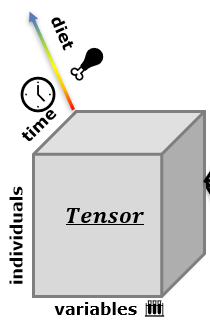 diet
time
individuals
Tensor
variables